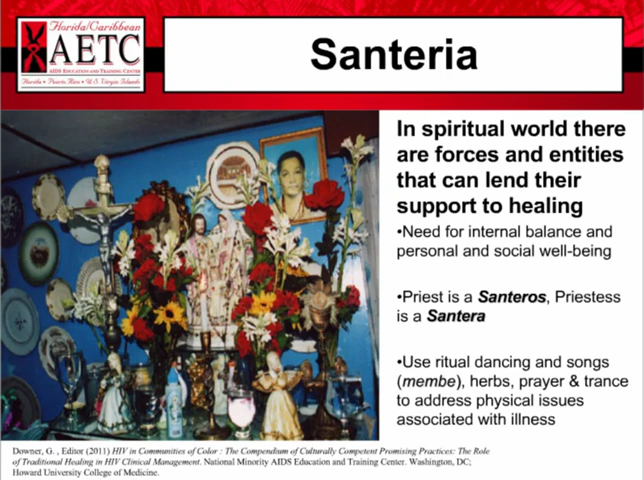 Florida/Caribbean
AETC
AIDS EDUCATION AND TRAINING CENTER
Florida • Puerto Rico • U.S. Virgin Islands
Santeria
In spiritual world there
are forces and entities
that can lend their
support to healing
•Need for internal balance and
personal and social well-being
•Priest is a Santeros, Priestess
is a Santera
•Use ritual dancing and songs
(membe), herbs, prayer & trance
to address physical issues
associated with illness
Downer, G. , Editor (2011) HIV in Communities of Color : The Compendium of Culturally Competent Promising Practices: The Role
of Traditional Healing in HIV Clinical Management. National Minority AIDS Education and Training Center. Washington, DC;
Howard University College of Medicine.